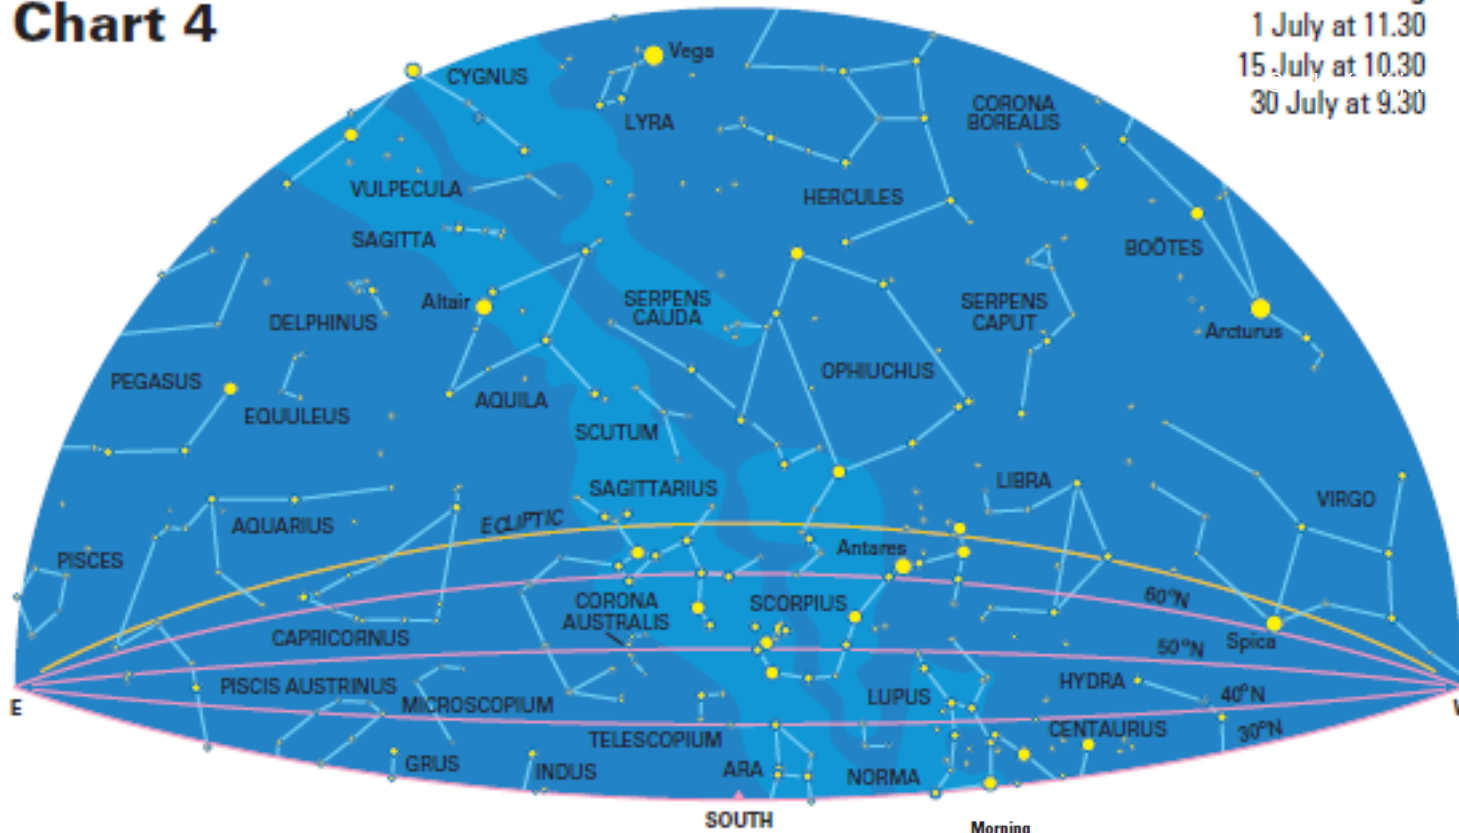 Chart 4
1 July at 11.30
15 July at 10.30
30 July at 9.30
Vega
CYGNUS
CORONA
BOREALIS
LYRA
VULPECULA
HERCULES
SAGITTA
BOÖTES
Altair
SERPENS
CAUDA
SERPENS
CAPUT
DELPHINUS
Arcturus
PEGASUS
OPHIUCHUS
EQUULEUS
AQUILA
SCUTUM
SAGITTARIUS
LIBRA
VIRGO
AQUARIUS
ECLIPTIC
Antares
PISCES
60°N
CORONA
AUSTRALIS
SCORPIUS
CAPRICORNUS
Spica
50°N
PISCIS AUSTRINUS
MICROSCOPIUM
LUPUS
HYDRA
40°N
E
W
TELESCOPIUM
CENTAURUS
30°N
GRUS
INDUS
ARA
NORMA
SOUTH
Morning